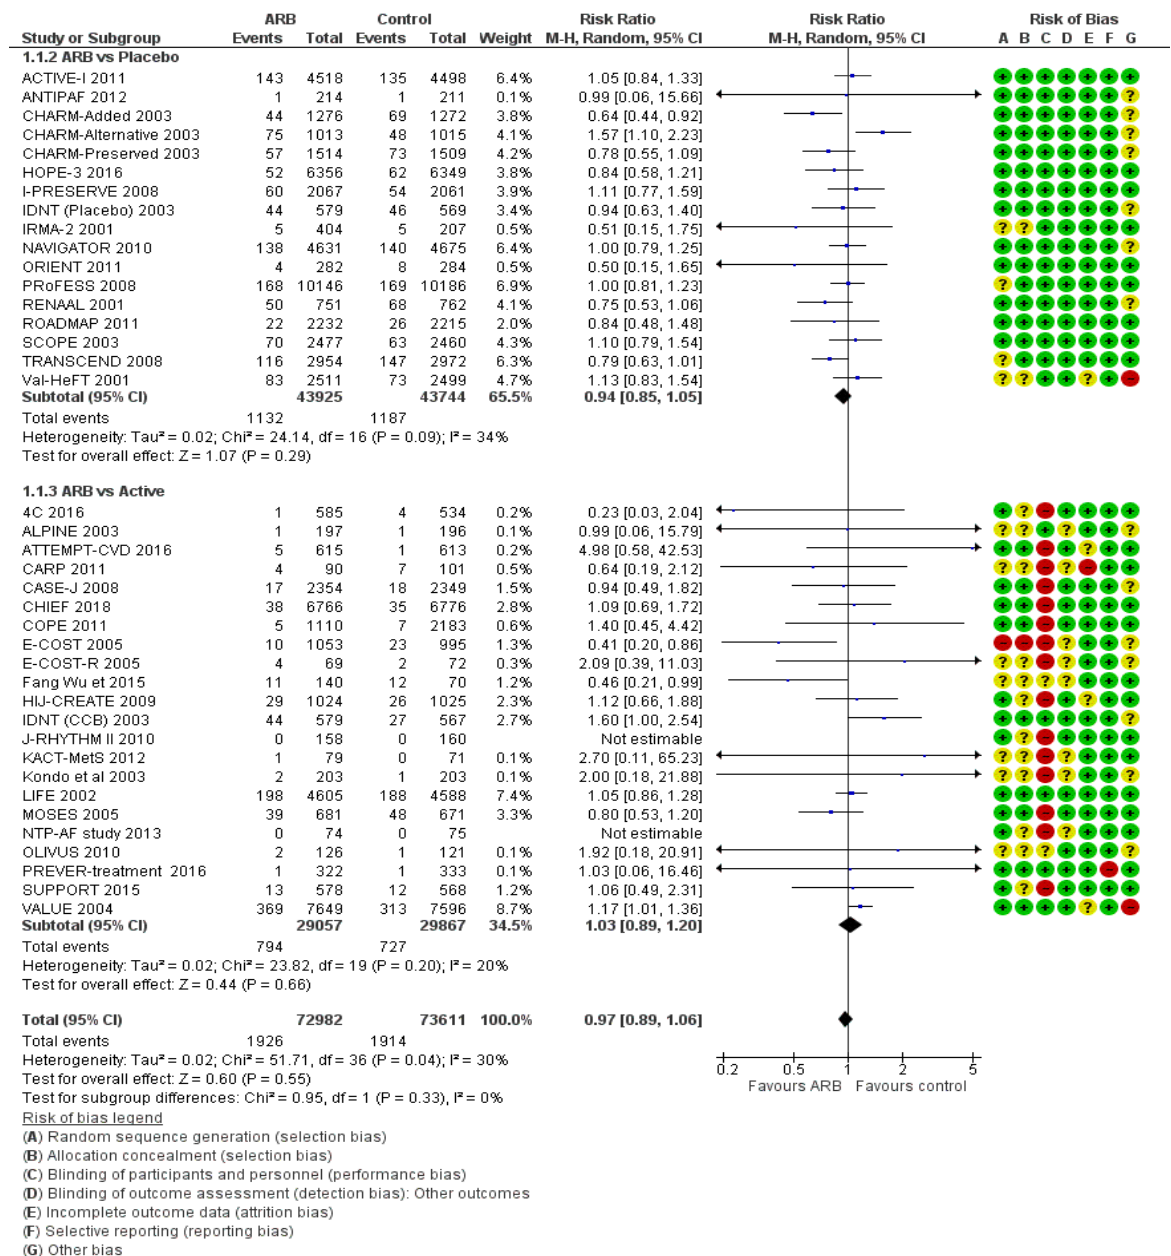 ARB Control Risk Ratio Risk Ratio Risk of Bias
Study or Subgroup Events Total Events Total Weight M-H, Random, 95% CI M-H, Random, 95% CI A B C D E F G
1.1.2 ARB vs Placebo
ACTIVE-I 2011 143 4518 135 4498 6.4% 1.05 [0.84, 1.33] + + + + + + +
ANTIPAF 2012 1 214 1 211 0.1% 0.99 [0.06, 15.66] + + + + + + ?
CHARM-Added 2003 44 1276 69 1272 3.8% 0.64 [0.44, 0.92] + + + + + + ?
CHARM-Alternative 2003 75 1013 48 1015 4.1% 1.57 [1.10, 2.23] + + + + + + ?
CHARM-Preserved 2003 57 1514 73 1509 4.2% 0.78 [0.55, 1.09] + + + + + + ?
HOPE-3 2016 52 6356 62 6349 3.8% 0.84 [0.58, 1.21] + + + + + + +
I-PRESERVE 2008 60 2067 54 2061 3.9% 1.11 [0.77, 1.59] + + + + + + +
IDNT (Placebo) 2003 44 579 46 569 3.4% 0.94 [0.63, 1.40] + + + + + + ?
IRMA-2 2001 5 404 5 207 0.5% 0.51 [0.15, 1.75] ? ? + + + + +
NAVIGATOR 2010 138 4631 140 4675 6.4% 1.00 [0.79, 1.25] + + + + + + ?
ORIENT 2011 4 282 8 284 0.5% 0.50 [0.15, 1.65] + + + + + + +
PRoFESS 2008 168 10146 169 10186 6.9% 1.00 [0.81, 1.23] ? + + + + + +
RENAAL 2001 50 751 68 762 4.1% 0.75 [0.53, 1.06] + + + + + + ?
ROADMAP 2011 22 2232 26 2215 2.0% 0.84 [0.48, 1.48] + + + + + + +
SCOPE 2003 70 2477 63 2460 4.3% 1.10 [0.79, 1.54] + + + + + + +
TRANSCEND 2008 116 2954 147 2972 6.3% 0.79 [0.63, 1.01] ? + + + + + +
Val-HeFT 2001 83 2511 73 2499 4.7% 1.13 [0.83, 1.54] ? ? + + ? + -
Subtotal (95% CI) 43925 43744 65.5% 0.94 [0.85, 1.05]
Total events 1132 1187
Heterogeneity: Tau² = 0.02; Chi² = 24.14, df = 16 (P = 0.09); I² = 34%
Test for overall effect: Z = 1.07 (P = 0.29)
1.1.3 ARB vs Active
4C 2016 1 585 4 534 0.2% 0.23 [0.03, 2.04] + ? - + + + +
ALPINE 2003 1 197 1 196 0.1% 0.99 [0.06, 15.79] ? ? + ? + + ?
ATTEMPT-CVD 2016 5 615 1 613 0.2% 4.98 [0.58, 42.53] + + - + ? + +
CARP 2011 4 90 7 101 0.6% 0.64 [0.19, 2.12] ? ? - ? - + +
CASE-J 2008 17 2354 18 2349 1.5% 0.94 [0.49, 1.82] + + - + + + ?
CHIEF 2018 38 6766 35 6776 2.8% 1.09 [0.69, 1.72] + + - + + + +
COPE 2011 5 1110 7 2183 0.7% 1.40 [0.45, 4.42] + + - + + + +
E-COST 2005 10 1053 23 995 1.3% 0.41 [0.20, 0.86] - - - ? + + ?
E-COST-R 2005 4 69 2 72 0.3% 2.09 [0.39, 11.03] ? ? - ? + + ?
Fang Wu et 2015 11 140 12 70 1.2% 0.46 [0.21, 0.99] ? ? ? ? + + +
HIJ-CREATE 2009 29 1024 26 1025 2.3% 1.12 [0.66, 1.88] + ? - + ? + +
IDNT (CCB) 2003 44 579 27 567 2.7% 1.60 [1.00, 2.54] + + + + + + ?
J-RHYTHM II 2010 0 158 0 160 Not estimable + ? - + + + +
KACT-MetS 2012 1 79 0 71 0.1% 2.70 [0.11, 65.23] ? ? - ? + + +
Kondo et al 2003 2 203 1 203 0.1% 2.00 [0.18, 21.88] ? ? - ? + + ?
LIFE 2002 198 4605 188 4588 7.4% 1.05 [0.86, 1.28] + + + + + + +
MOSES 2005 39 681 48 671 3.3% 0.80 [0.53, 1.20] + + - + + + +
NTP-AF study 2013 0 74 0 75 Not estimable + ? - ? + + +
OLIVUS 2010 2 126 1 121 0.1% 1.92 [0.18, 20.91] ? ? ? + + + ?
PREVER-treatment 2016 1 322 1 333 0.1% 1.03 [0.06, 16.46] + + + + + - +
SUPPORT 2015 13 578 12 568 1.2% 1.06 [0.49, 2.31] + ? - + + + +
VALUE 2004 369 7649 313 7596 8.7% 1.17 [1.01, 1.36] + + + + ? + -
Subtotal (95% CI) 29057 29867 34.5% 1.03 [0.89, 1.20]
Total events 794 727
Heterogeneity: Tau² = 0.02; Chi² = 23.82, df = 19 (P = 0.20); I² = 20%
Test for overall effect: Z = 0.44 (P = 0.66)
Total (95% CI) 72982 73611 100.0% 0.97 [0.89, 1.06]
Total events 1926 1914
Heterogeneity: Tau² = 0.02; Chi² = 51.71, df = 36 (P = 0.04); I² = 30%
Test for overall effect: Z = 0.60 (P = 0.55)
Test for subgroup differences: Chi² = 0.95, df = 1 (P = 0.33), I² = 0%
0.2 0.5 1 2 5
Favours ARB Favours control
Risk of bias legend
(A) Random sequence generation (selection bias)
(B) Allocation concealment (selection bias)
(C) Blinding of participants and personnel (performance bias)
(D) Blinding of outcome assessment (detection bias): Other outcomes
(E) Incomplete outcome data (attrition bias)
(F) Selective reporting (reporting bias)
(G) Other bias